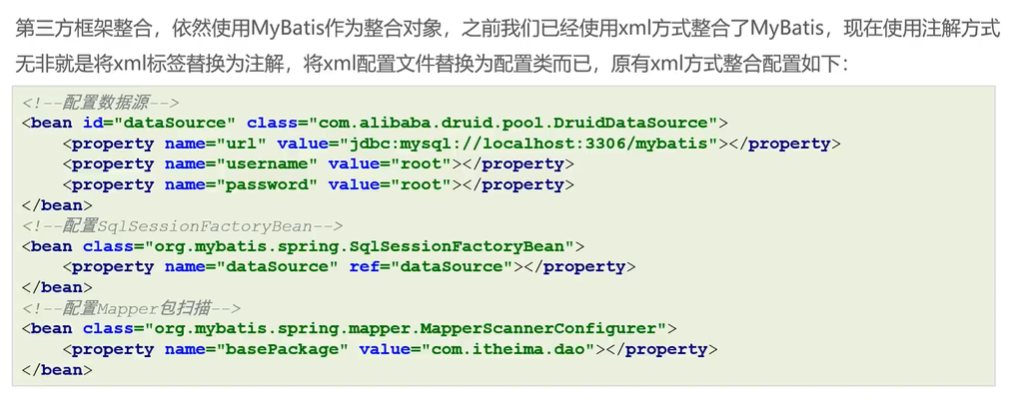 第三方框架整合，依然使用MyBatis作为整合对象，之前我们已经使用xml方式整合了MyBatis，现在使用注解方式
无非就是将xml标签替换为注解，将xml配置文件替换为配置类而已，原有xml方式整合配置如下：
<!--配置数据源-->
<bean id="dataSource" class="com.alibaba.druid.pool.DruidDataSource">
    <property name="url" value="jdbc:mysql://localhost:3306/mybatis"></property>
    <property name="username" value="root"></property>
    <property name="password" value="root"></property>
</bean>
<!--配置SqlSessionFactoryBean-->
<bean class="org.mybatis.spring.SqlSessionFactoryBean">
    <property name="dataSource" ref="dataSource"></property>
</bean>
<!--配置Mapper包扫描-->
<bean class="org.mybatis.spring.mapper.MapperScannerConfigurer">
    <property name="basePackage" value="com.itheima.dao"></property>
</bean>